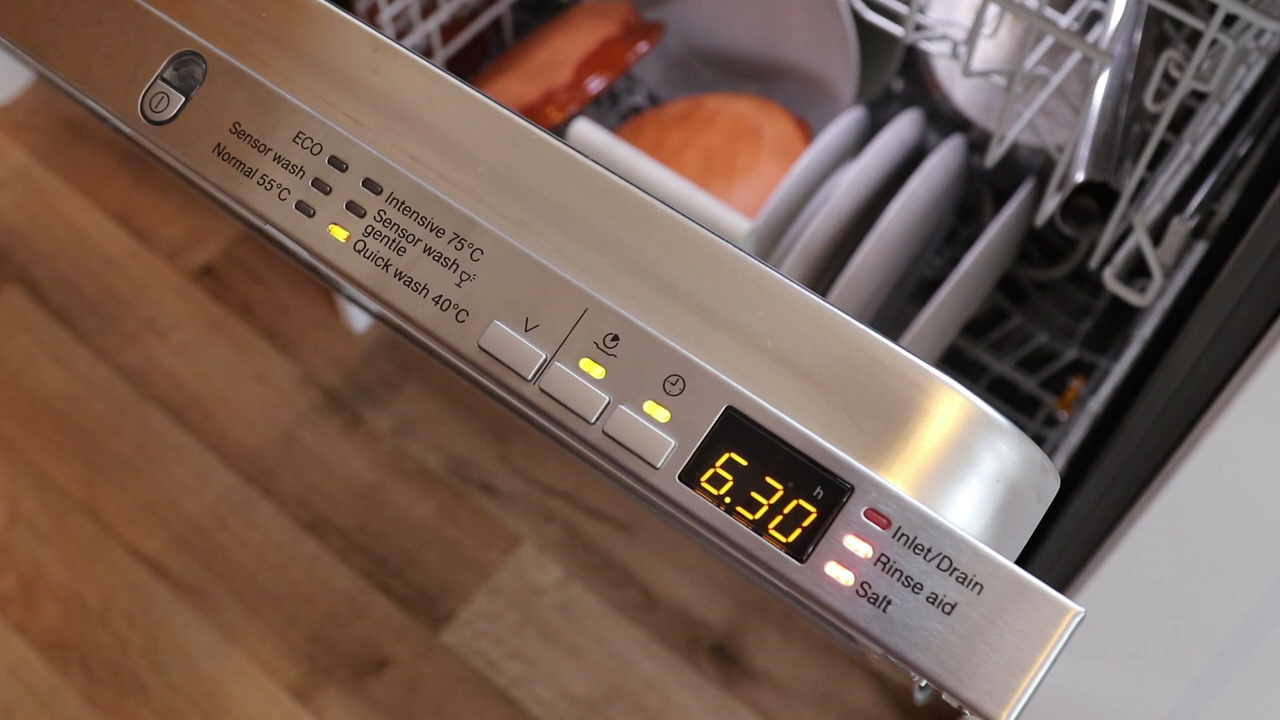 ECO
Sensor wash
Normal 55°C
Intensive 75°C
Sensor wash
gentle
Quick wash 40°C
6.30
h
Inlet/Drain
Rinse aid
Salt